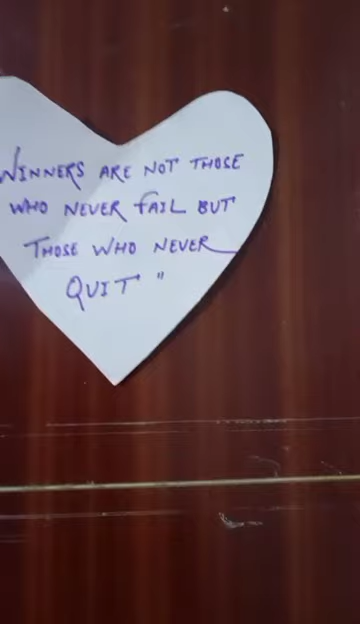 WINNERS ARE NOT THOSE
WHO NEVER FAIL BUT
THOSE WHO NEVER
QUIT "